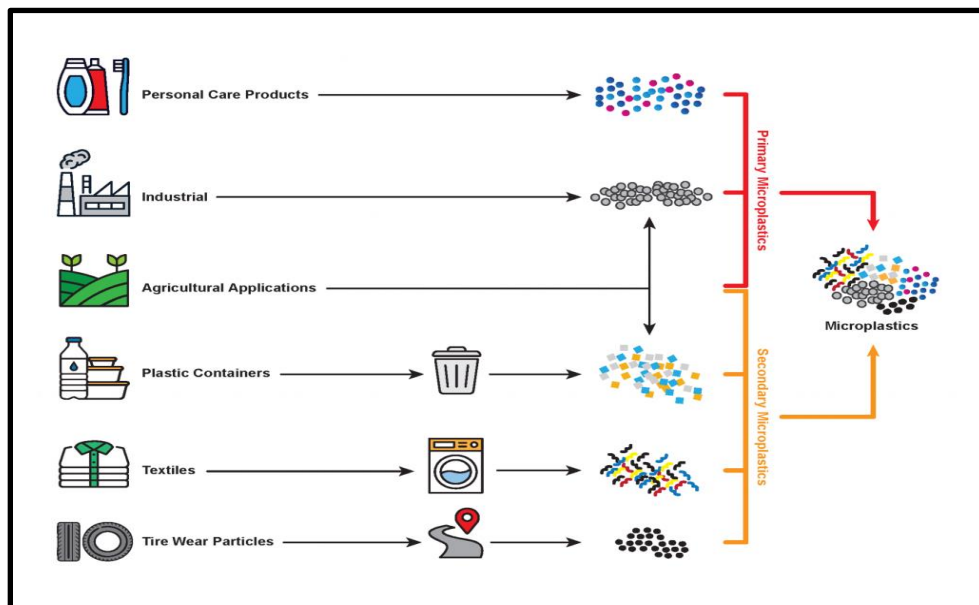 Personal Care Products
Industrial
Agricultural Applications
Plastic Containers
Textiles
Tire Wear Particles
Primary Microplastics
Secondary Microplastics
Microplastics